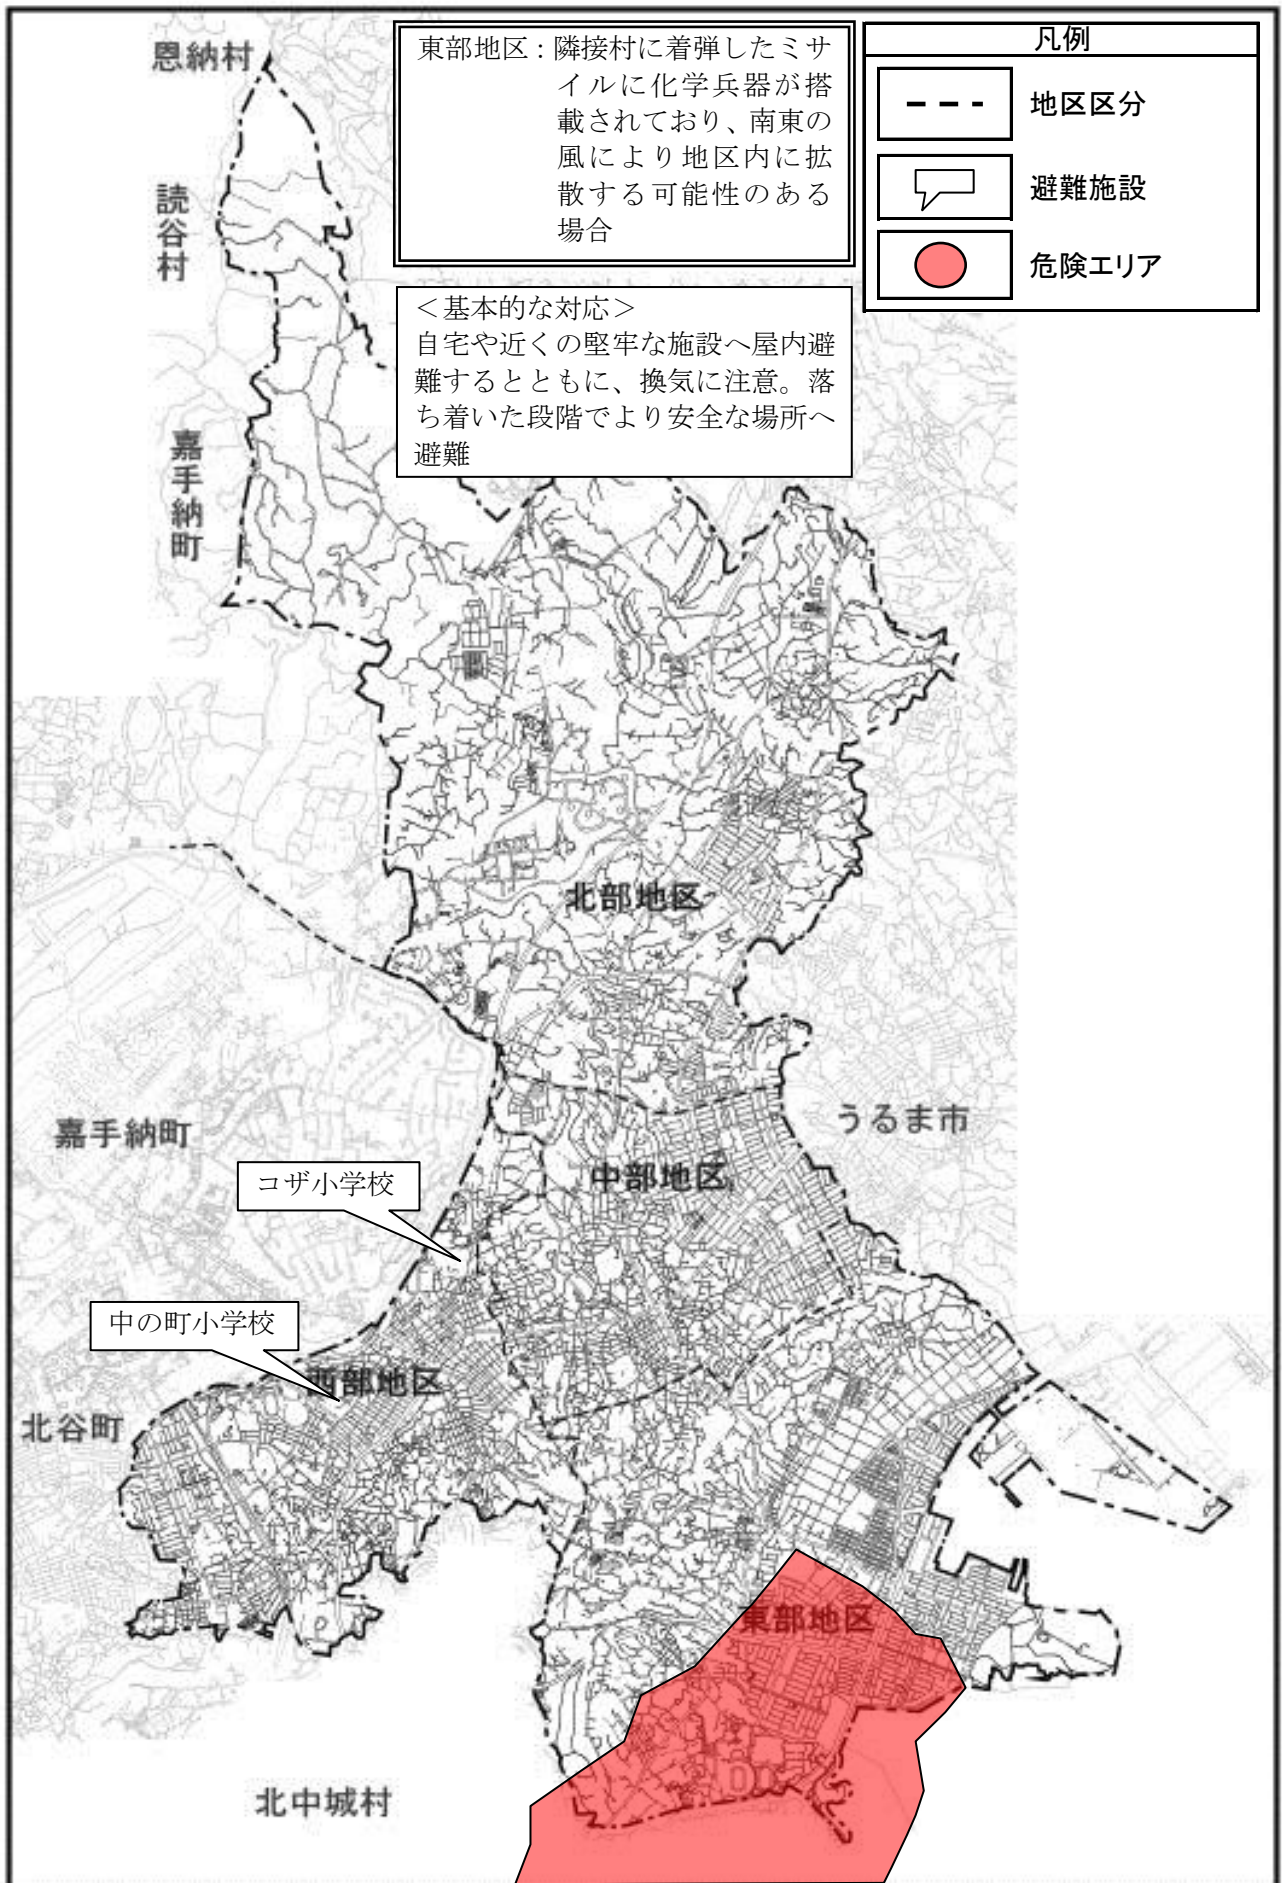 東部地区：隣接村に着弾したミサ
イルに化学兵器が搭
載されており、南東の
風により地区内に拡
散する可能性のある
場合
＜基本的な対応＞
自宅や近くの堅牢な施設へ屋内避
難するとともに、換気に注意。落
ち着いた段階でより安全な場所へ
避難
凡例
地区区分
避難施設
危険エリア
恩納村
読谷村
嘉手納町
北部地区
嘉手納町
うるま市
中部地区
コザ小学校
中の町小学校
西部地区
北谷町
東部地区
北中城村